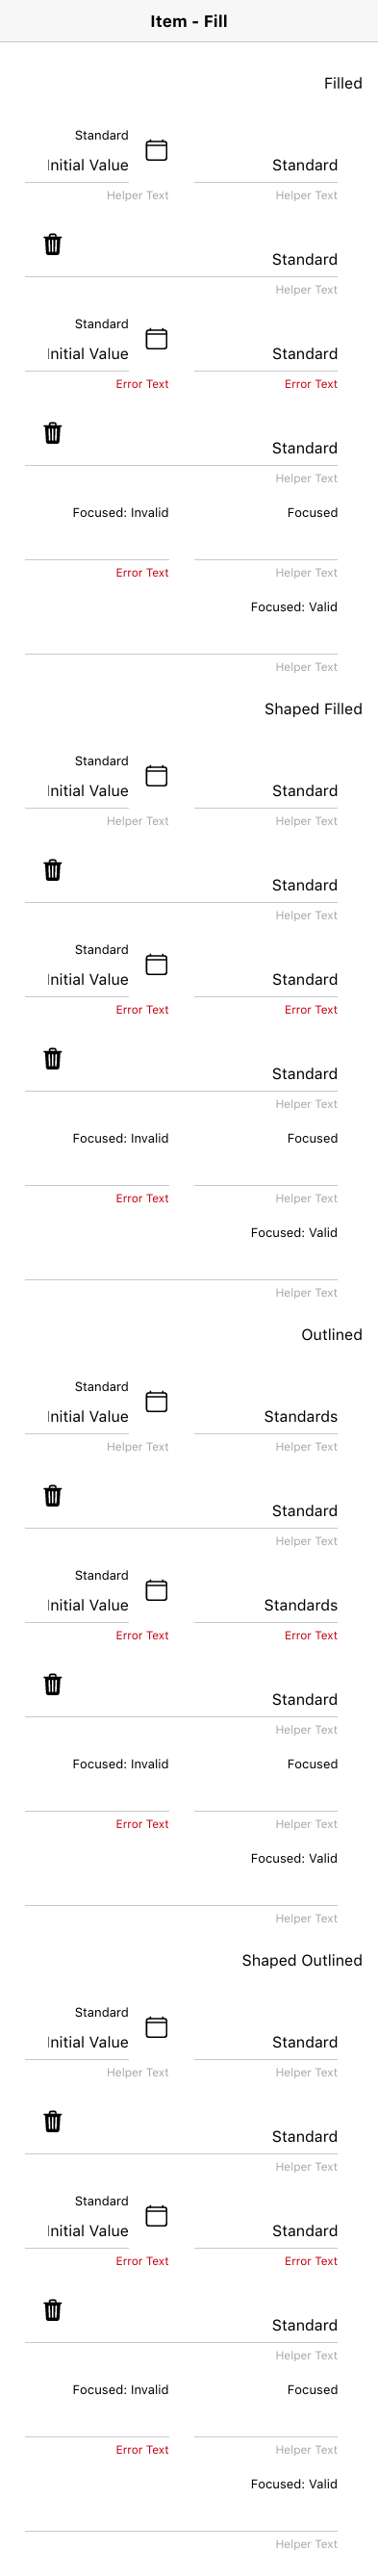 Item - Fill
Filled
Standard
Initial Value
Standard
Helper Text
Helper Text
Standard
Helper Text
Standard
Initial Value
Standard
Error Text
Error Text
Standard
Helper Text
Focused: Invalid
Focused
Error Text
Helper Text
Focused: Valid
Helper Text
Shaped Filled
Standard
Initial Value
Standard
Helper Text
Helper Text
Standard
Helper Text
Standard
Initial Value
Standard
Error Text
Error Text
Standard
Helper Text
Focused: Invalid
Focused
Error Text
Helper Text
Focused: Valid
Helper Text
Outlined
Standard
Initial Value
Standards
Helper Text
Helper Text
Standard
Helper Text
Standard
Initial Value
Standards
Error Text
Error Text
Standard
Helper Text
Focused: Invalid
Focused
Error Text
Helper Text
Focused: Valid
Helper Text
Shaped Outlined
Standard
Initial Value
Standard
Helper Text
Helper Text
Standard
Helper Text
Standard
Initial Value
Standard
Error Text
Error Text
Standard
Helper Text
Focused: Invalid
Focused
Error Text
Helper Text
Focused: Valid
Helper Text